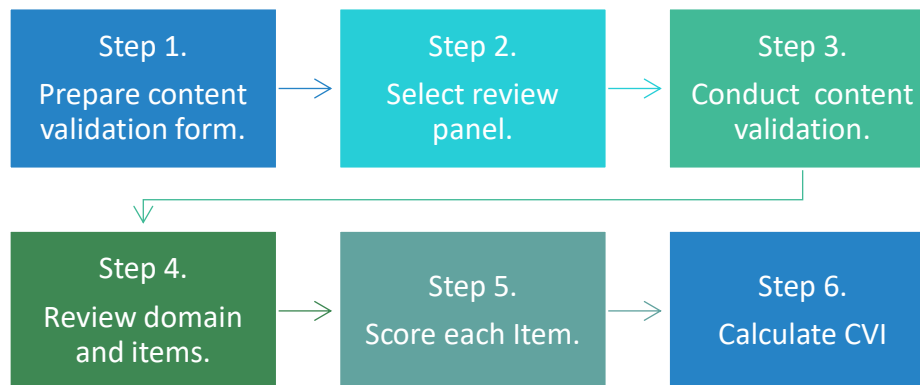 Step 1.
Prepare content
validation form.
Step 2.
Select review
panel.
Step 3.
Conduct content
validation.
Step 4.
Review domain
and items.
Step 5.
Score each Item.
Step 6.
Calculate CVI